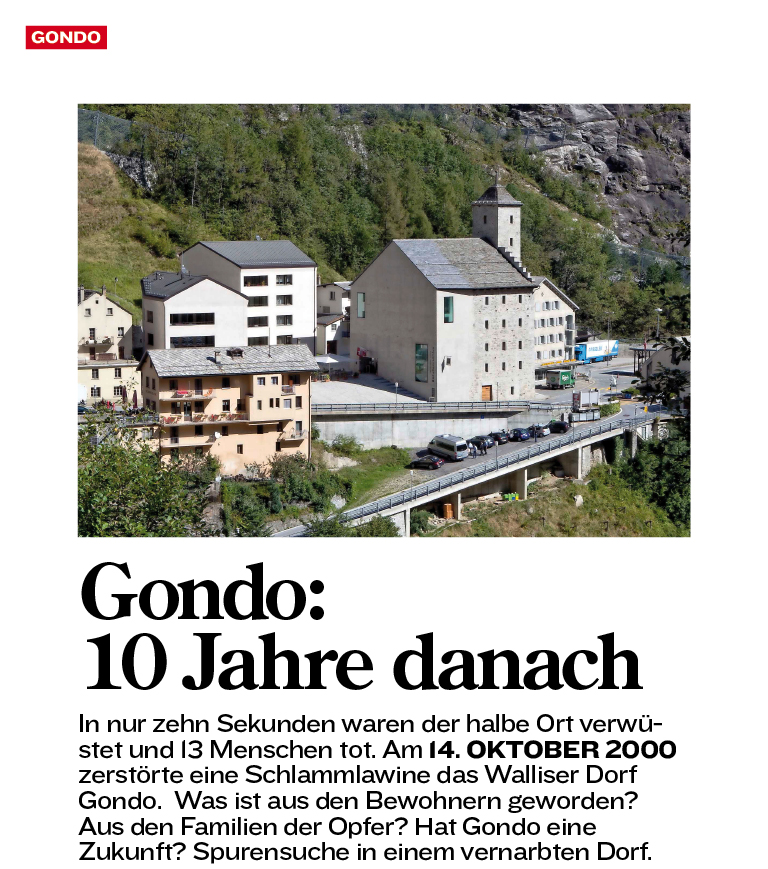 GONDO
Gondo:
10 Jahre danach
In nur zehn Sekunden waren der halbe Ort verwü-
stet und 13 Menschen tot. Am 14. OKTOBER 2000
zerstörte eine Schlammlawine das Walliser Dorf
Gondo.  Was ist aus den Bewohnern geworden?
Aus den Familien der Opfer? Hat Gondo eine
Zukunft? Spurensuche in einem vernarbten Dorf.